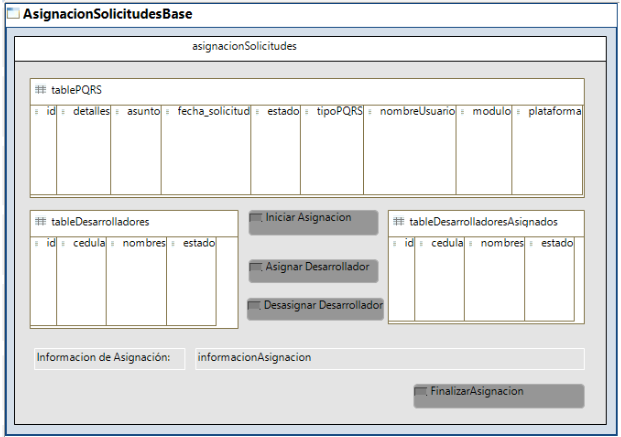 AsignacionSolicitudesBase
asignacionSolicitudes
tablePQRS
id detalles asunto fecha_solicitud estado tipoPQRS nombreUsuario modulo plataforma
tableDesarrolladores
id cedula nombres estado
Iniciar Asignacion
Asignar Desarrollador
Desasignar Desarrollador
tableDesarrolladoresAsignados
id cedula nombres estado
Informacion de Asignación: informacionAsignacion
FinalizarAsignacion